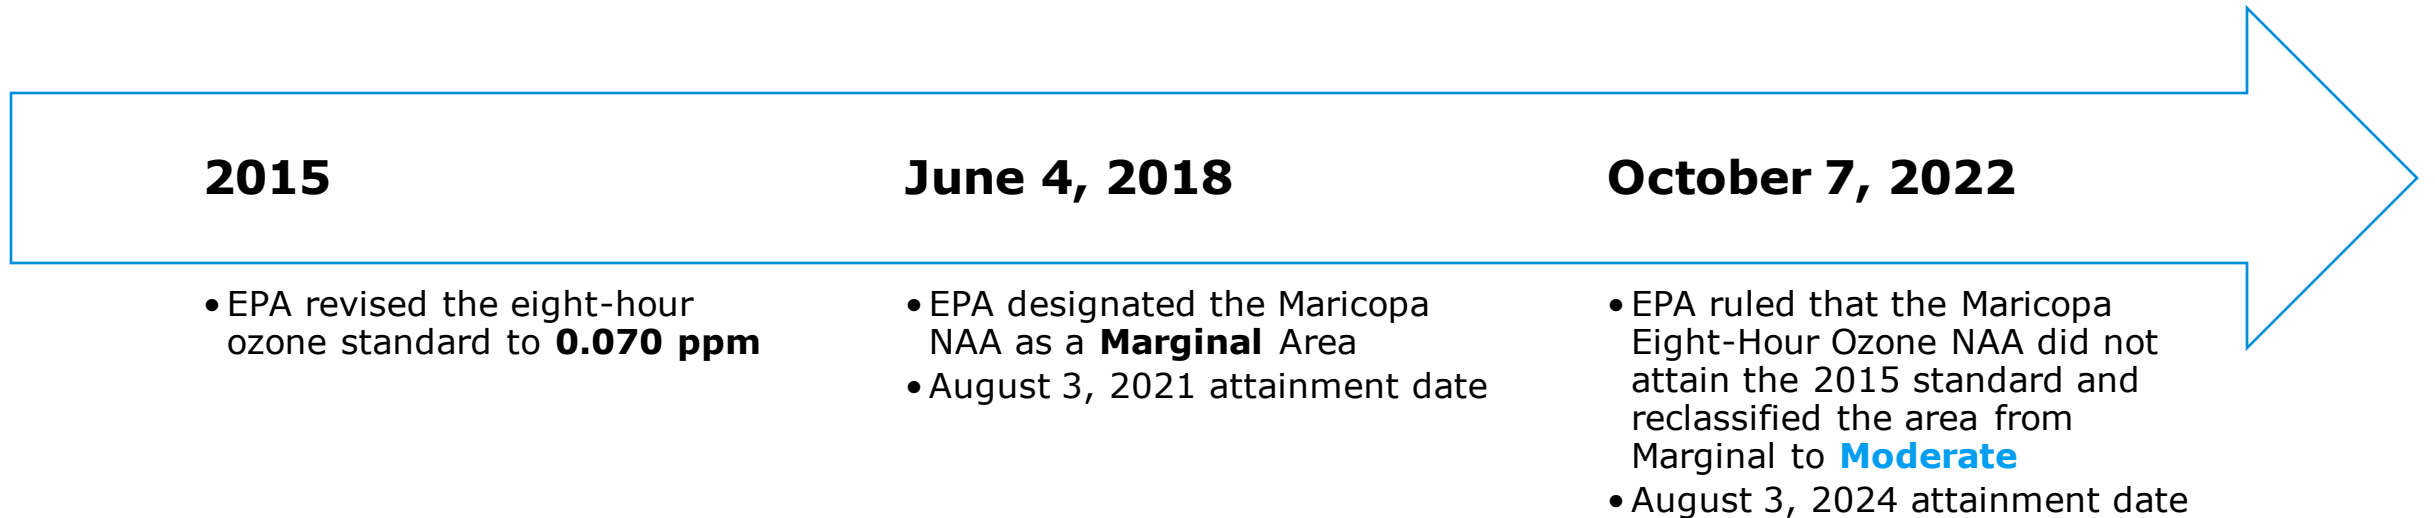 2015
• EPA revised the eight-hour
ozone standard to 0.070 ppm
June 4, 2018
• EPA designated the Maricopa
NAA as a Marginal Area
• August 3, 2021 attainment date
October 7, 2022
• EPA ruled that the Maricopa
Eight-Hour Ozone NAA did not
attain the 2015 standard and
reclassified the area from
Marginal to Moderate
• August 3, 2024 attainment date